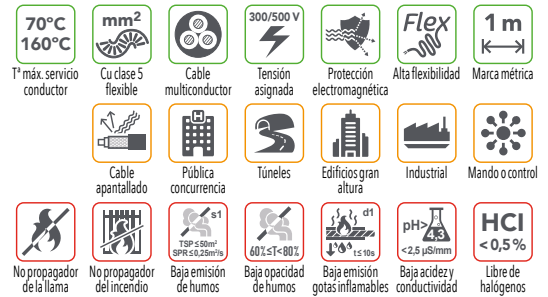 70°C
160°C
mm²
300/500 V
Flex
1 m
Tª máx. servicio
conductor
Cu clase 5
flexible
Cable
multiconductor
Tensión
asignada
Protección
electromagnética
Alta flexibilidad
Marca métrica
Cable
apantallado
Pública
concurrencia
Túneles
Edificios gran
altura
Industrial
Mando o control
s1
TSP≤50m²
SPR≤0,25m²/s
60%≤T<80%
d1
t≤10s
pH>
4,3
<2,5 µS/mm
HCI
<0,5%
No propagador
de la llama
No propagador
del incendio
Baja emisión
de humos
Baja opacidad
de humos
Baja emisión
gotas inflamables
Baja acidez y
conductividad
Libre de
halógenos